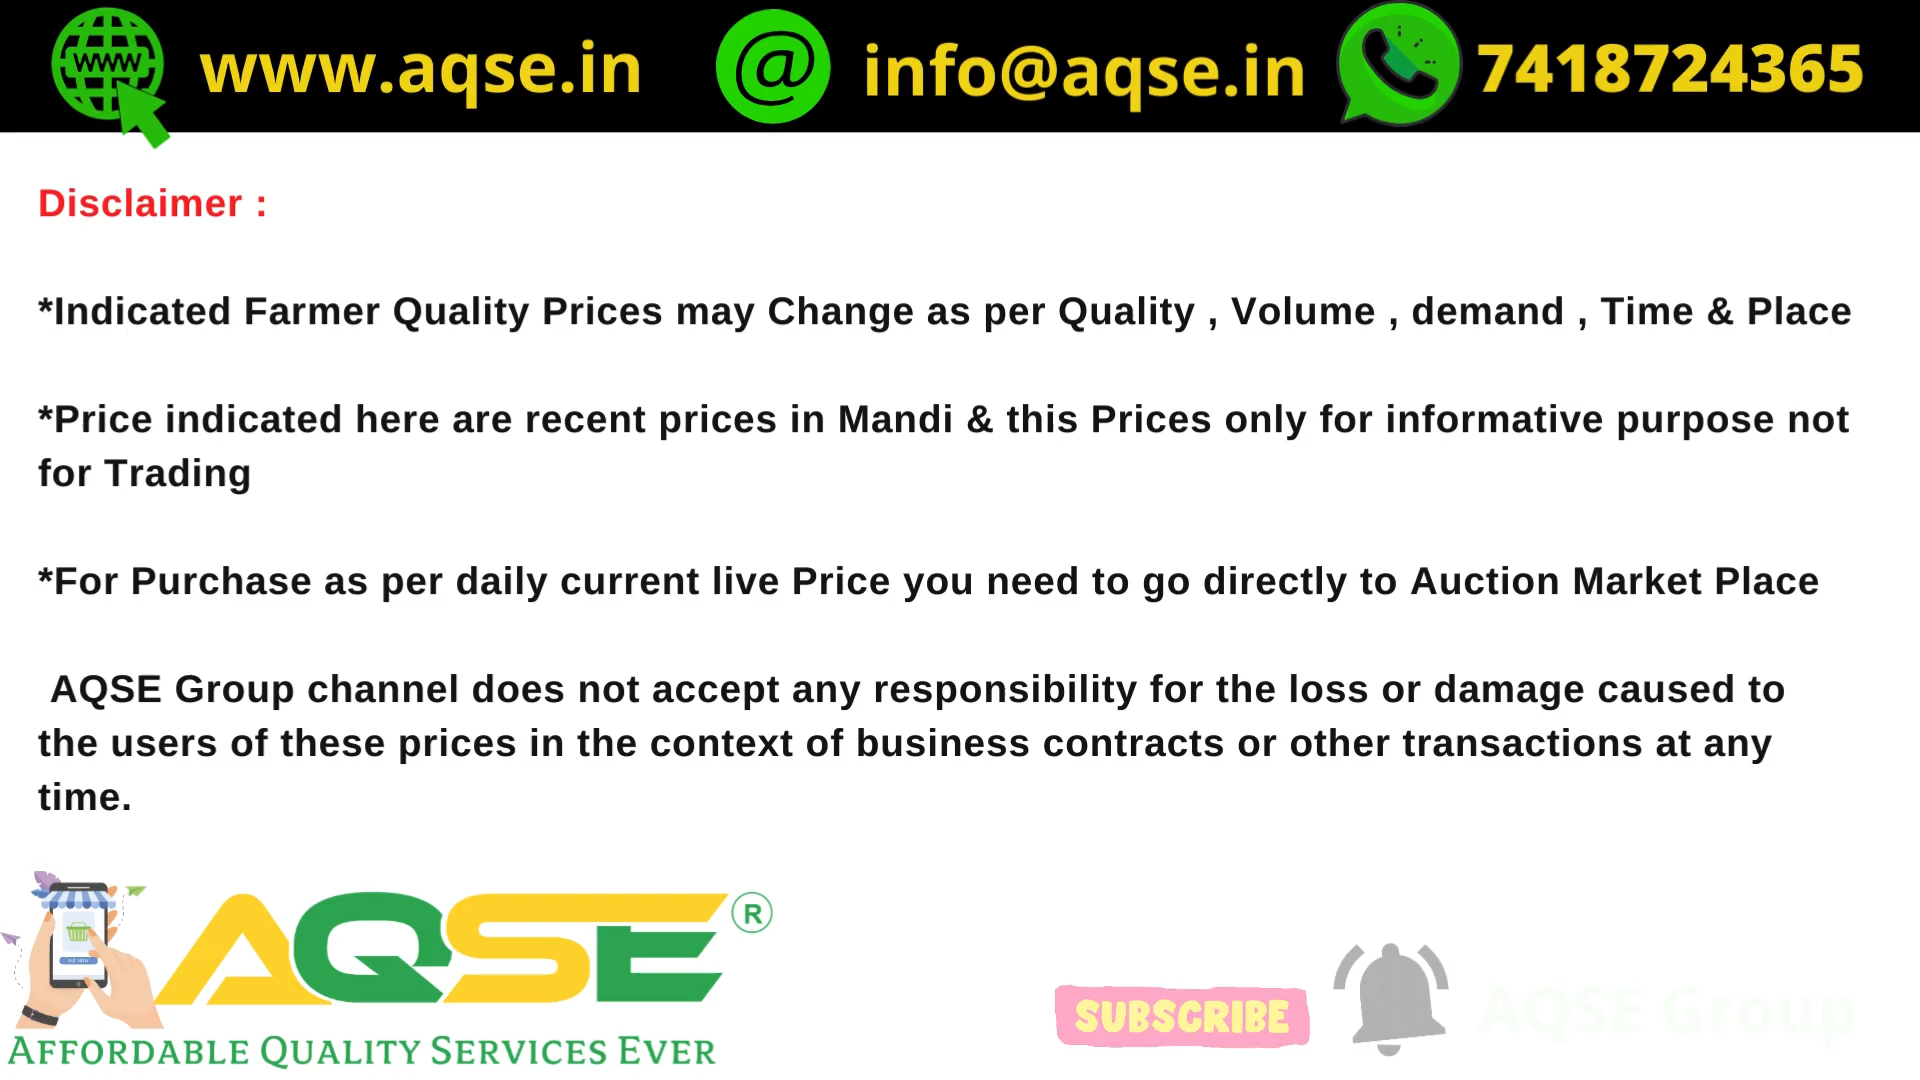 www
www.aqse.in
@
info@aqse.in
7418724365
Disclaimer :
*Indicated Farmer Quality Prices may Change as per Quality , Volume , demand , Time & Place
*Price indicated here are recent prices in Mandi & this Prices only for informative purpose not
for Trading
*For Purchase as per daily current live Price you need to go directly to Auction Market Place
AQSE Group channel does not accept any responsibility for the loss or damage caused to
the users of these prices in the context of business contracts or other transactions at any
time.
AQSE ®
AFFORDABLE QUALITY SERVICES EVER
SUBSCRIBE
AQSE Group